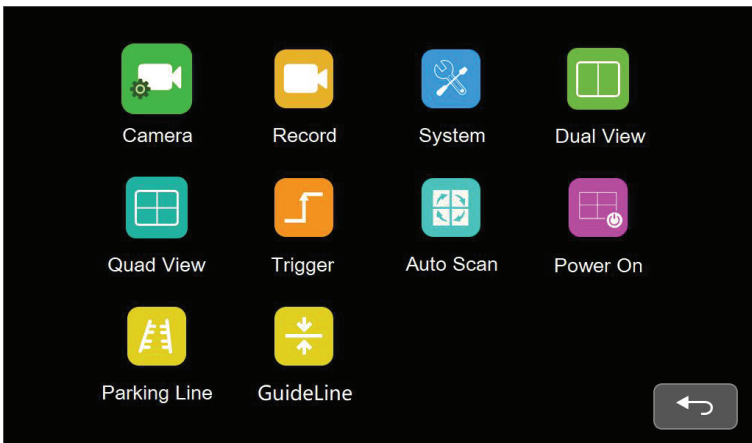 Camera
Record
System
Dual View
Quad View
Trigger
Auto Scan
Power On
Parking Line
GuideLine